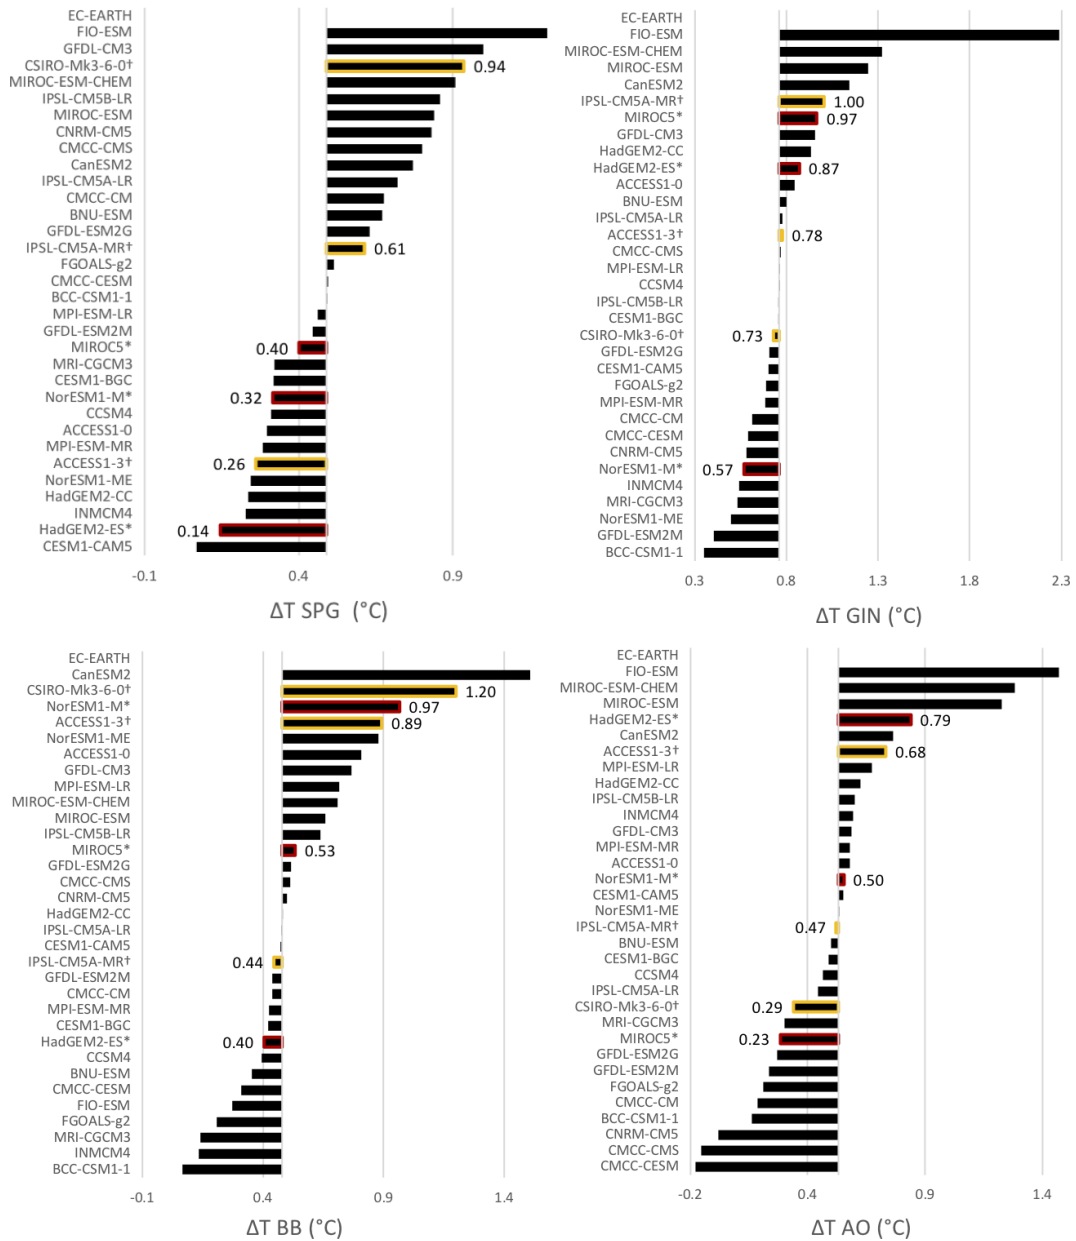 EC-EARTH
FIO-ESM
GFDL-CM3
CSIRO-Mk3-6-0† 0.94
MIROC-ESM-CHEM
IPSL-CM5B-LR
MIROC-ESM
CNRM-CM5
CMCC-CMS
CanESM2
IPSL-CM5A-LR
CMCC-CM
BNU-ESM
GFDL-ESM2G
IPSL-CM5A-MR† 0.61
FGOALS-g2
CMCC-CESM
BCC-CSM1-1
MPI-ESM-LR
GFDL-ESM2M
MIROC5* 0.40
MRI-CGCM3
CESM1-BGC
NorESM1-M* 0.32
CCSM4
ACCESS1-0
MPI-ESM-MR
ACCESS1-3† 0.26
NorESM1-ME
HadGEM2-CC
INMCM4
HadGEM2-ES* 0.14
CESM1-CAM5
-0.1 0.4 0.9
ΔT SPG (°C)
EC-EARTH
FIO-ESM
MIROC-ESM-CHEM
MIROC-ESM
CanESM2
IPSL-CM5A-MR† 1.00
MIROC5* 0.97
GFDL-CM3
HadGEM2-CC
HadGEM2-ES* 0.87
ACCESS1-0
BNU-ESM
IPSL-CM5A-LR
ACCESS1-3† 0.78
CMCC-CMS
MPI-ESM-LR
CCSM4
IPSL-CM5B-LR
CESM1-BGC
CSIRO-Mk3-6-0† 0.73
GFDL-ESM2G
CESM1-CAM5
FGOALS-g2
MPI-ESM-MR
CMCC-CM
CMCC-CESM
CNRM-CM5
NorESM1-M* 0.57
INMCM4
MRI-CGCM3
NorESM1-ME
GFDL-ESM2M
BCC-CSM1-1
0.3 0.8 1.3 1.8 2.3
ΔT GIN (°C)
EC-EARTH
CanESM2
CSIRO-Mk3-6-0† 1.20
NorESM1-M* 0.97
ACCESS1-3† 0.89
NorESM1-ME
ACCESS1-0
GFDL-CM3
MPI-ESM-LR
MIROC-ESM-CHEM
MIROC-ESM
IPSL-CM5B-LR
MIROC5* 0.53
GFDL-ESM2G
CMCC-CMS
CNRM-CM5
HadGEM2-CC
IPSL-CM5A-LR
CESM1-CAM5
IPSL-CM5A-MR† 0.44
GFDL-ESM2M
CMCC-CM
MPI-ESM-MR
CESM1-BGC
HadGEM2-ES* 0.40
CCSM4
BNU-ESM
CMCC-CESM
FIO-ESM
FGOALS-g2
MRI-CGCM3
INMCM4
BCC-CSM1-1
-0.1 0.4 0.9 1.4
ΔT BB (°C)
EC-EARTH
FIO-ESM
MIROC-ESM-CHEM
MIROC-ESM
HadGEM2-ES* 0.79
CanESM2
ACCESS1-3† 0.68
MPI-ESM-LR
HadGEM2-CC
IPSL-CM5B-LR
INMCM4
GFDL-CM3
MPI-ESM-MR
ACCESS1-0
NorESM1-M* 0.50
CESM1-CAM5
NorESM1-ME
IPSL-CM5A-MR† 0.47
BNU-ESM
CESM1-BGC
CCSM4
IPSL-CM5A-LR
CSIRO-Mk3-6-0† 0.29
MRI-CGCM3
MIROC5* 0.23
GFDL-ESM2G
GFDL-ESM2M
FGOALS-g2
CMCC-CM
BCC-CSM1-1
CNRM-CM5
CMCC-CMS
CMCC-CESM
-0.2 0.4 0.9 1.4
ΔT AO (°C)